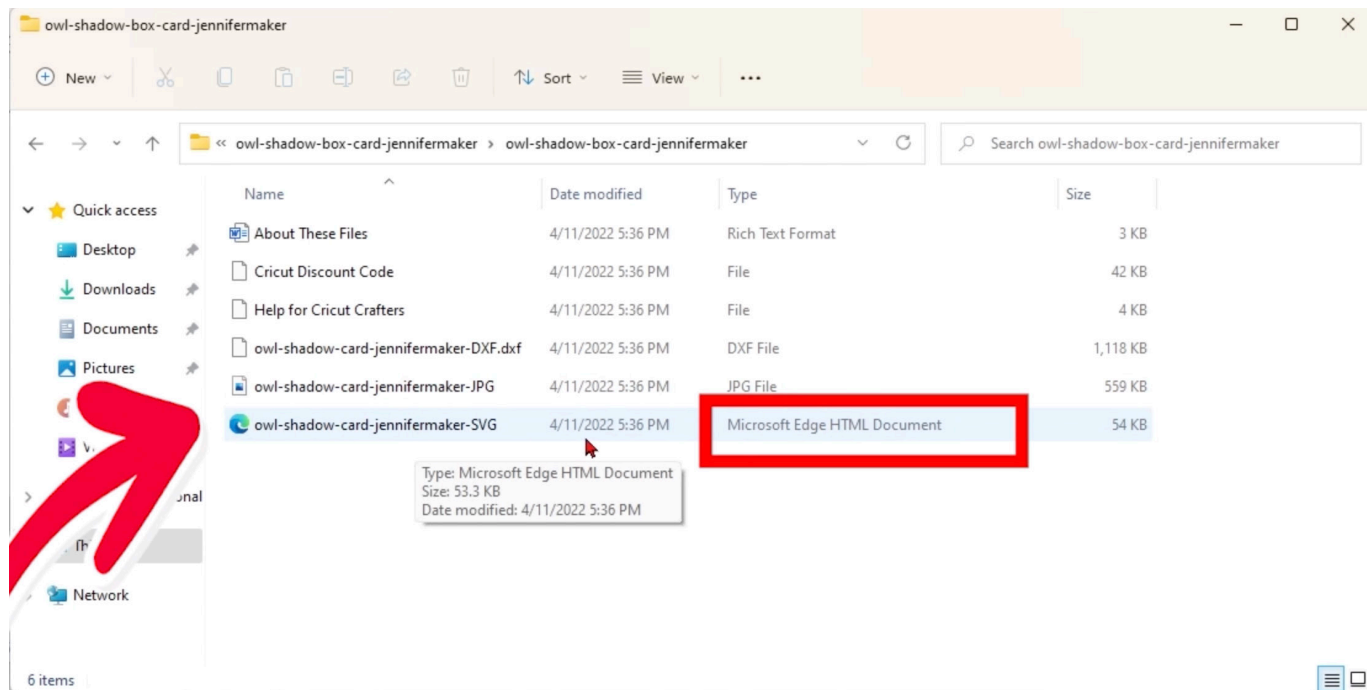 owl-shadow-box-card-jennifermaker
New Sort View
« owl-shadow-box-card-jennifermaker > owl-shadow-box-card-jennifermaker Search owl-shadow-box-card-jennifermaker
Name Date modified Type Size
Quick access
About These Files 4/11/2022 5:36 PM Rich Text Format 3 KB
Desktop
Cricut Discount Code 4/11/2022 5:36 PM File 42 KB
Downloads
Help for Cricut Crafters 4/11/2022 5:36 PM File 4 KB
Documents
owl-shadow-card-jennifermaker-DXF.dxf 4/11/2022 5:36 PM DXF File 1,118 KB
Pictures
owl-shadow-card-jennifermaker-JPG 4/11/2022 5:36 PM JPG File 559 KB
owl-shadow-card-jennifermaker-SVG 4/11/2022 5:36 PM Microsoft Edge HTML Document 54 KB
Type: Microsoft Edge HTML Document
Size: 53.3 KB
Date modified: 4/11/2022 5:36 PM
Network
6 items